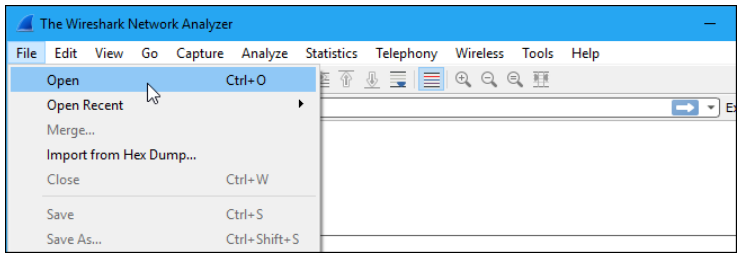 The Wireshark Network Analyzer
File Edit View Go Capture Analyze Statistics Telephony Wireless Tools Help
Open Ctrl+O
Open Recent
Merge...
Import from Hex Dump...
Close Ctrl+W
Save Ctrl+S
Save As... Ctrl+Shift+S